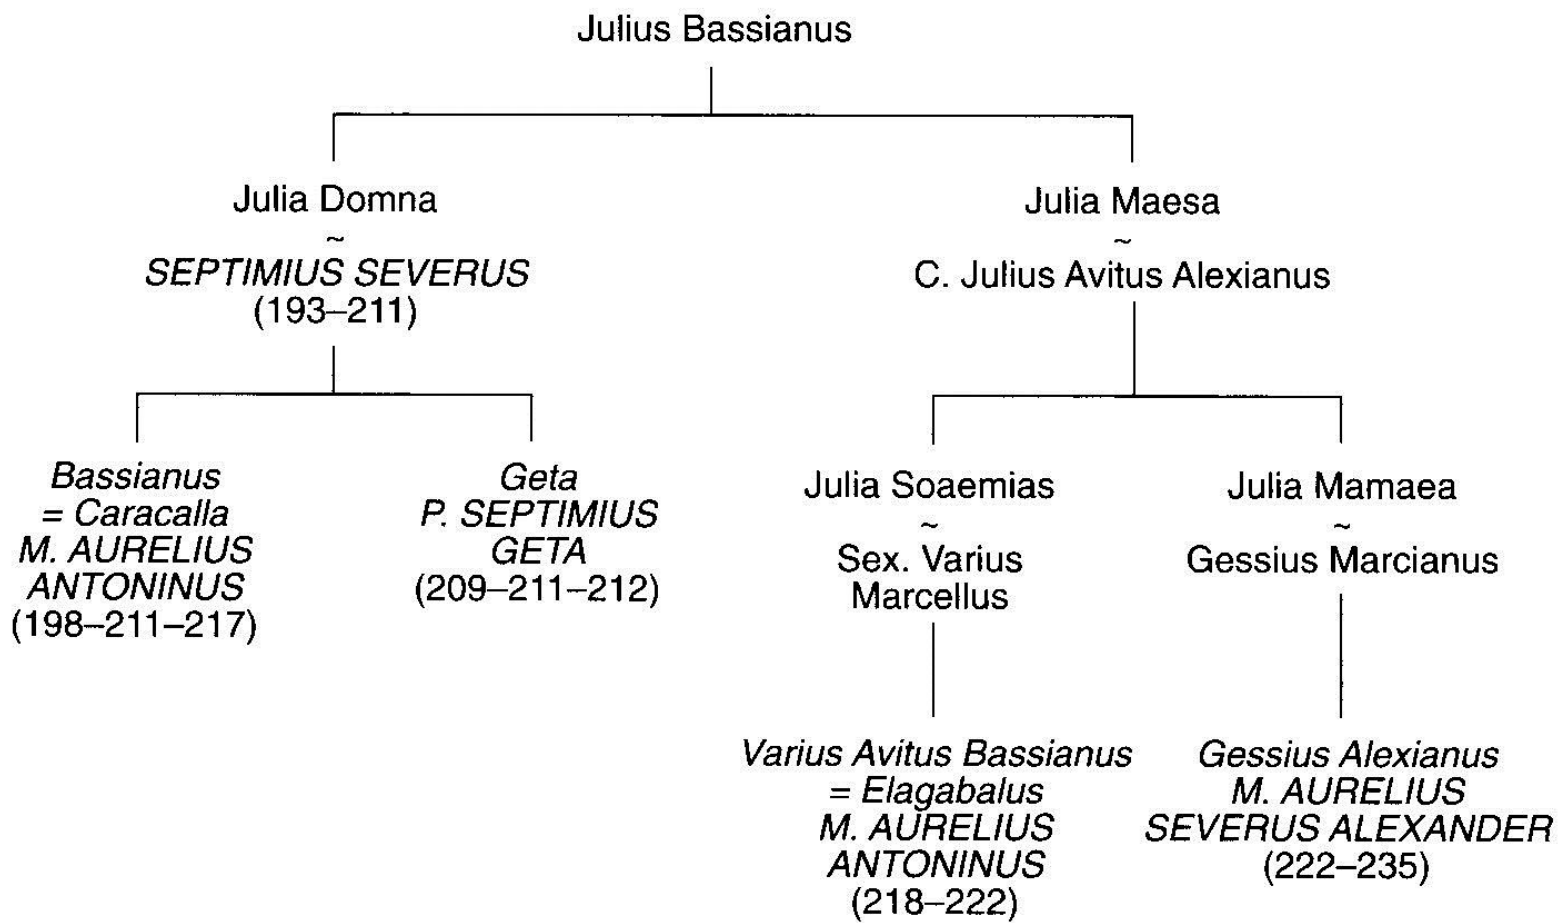 Julius Bassianus
Julia Domna
~
SEPTIMIUS SEVERUS
(193–211)
Julia Maesa
~
C. Julius Avitus Alexianus
Bassianus
= Caracalla
M. AURELIUS
ANTONINUS
(198–211–217)
Geta
P. SEPTIMIUS
GETA
(209–211–212)
Julia Soaemias
~
Sex. Varius
Marcellus
Julia Mamaea
~
Gessius Marcianus
Varius Avitus Bassianus
= Elagabalus
M. AURELIUS
ANTONINUS
(218–222)
Gessius Alexianus
M. AURELIUS
SEVERUS ALEXANDER
(222–235)